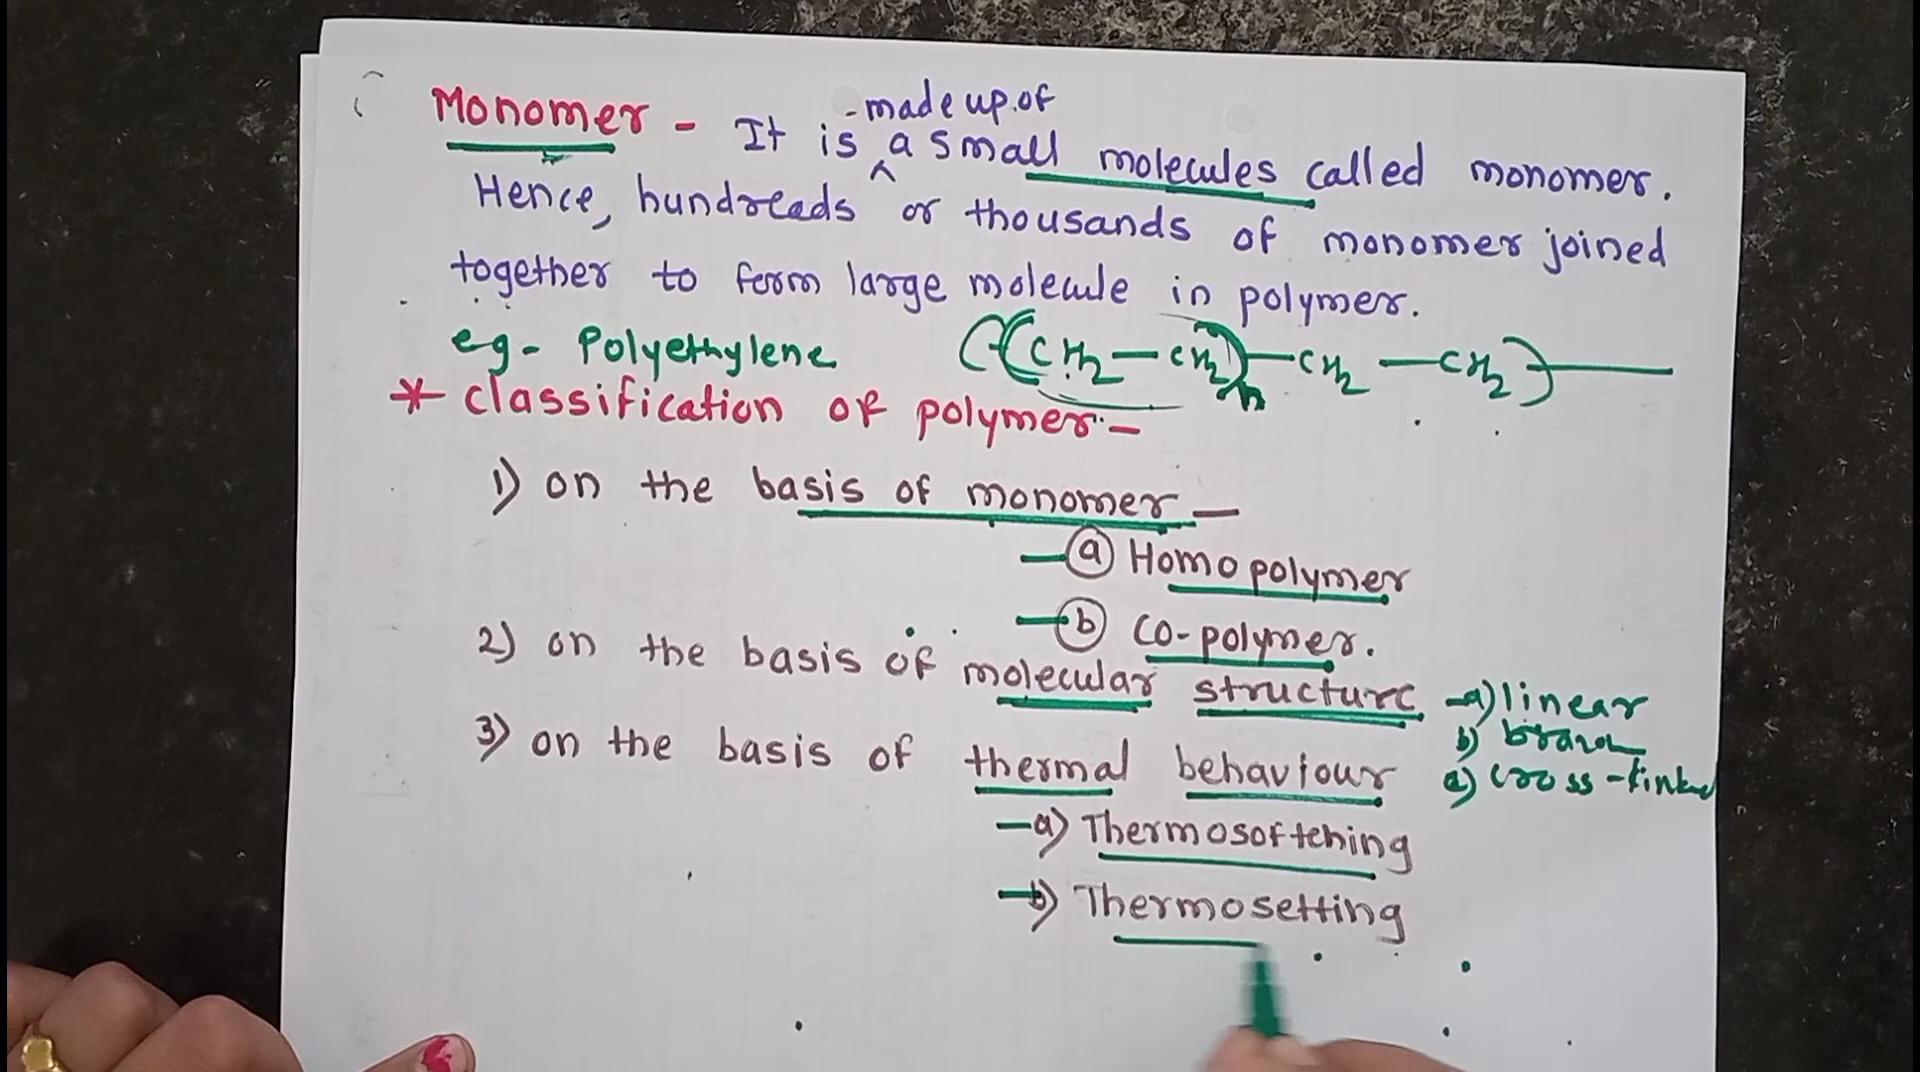 Monomer - It is made up of a small molecules called monomer.
Hence, hundreads or thousands of monomer joined
together to form large molecule in polymer.
eg- Polyethylene ((CH2-CH2)n-CH2-CH2)-
* classification of polymer:-
1) on the basis of monomer -
-(a) Homopolymer
-(b) co-polymer.
2) on the basis of molecular structure -a) linear
b) branch
3) on the basis of thermal behaviour
cross-linked
-a) Thermosoftening
-b) Thermosetting